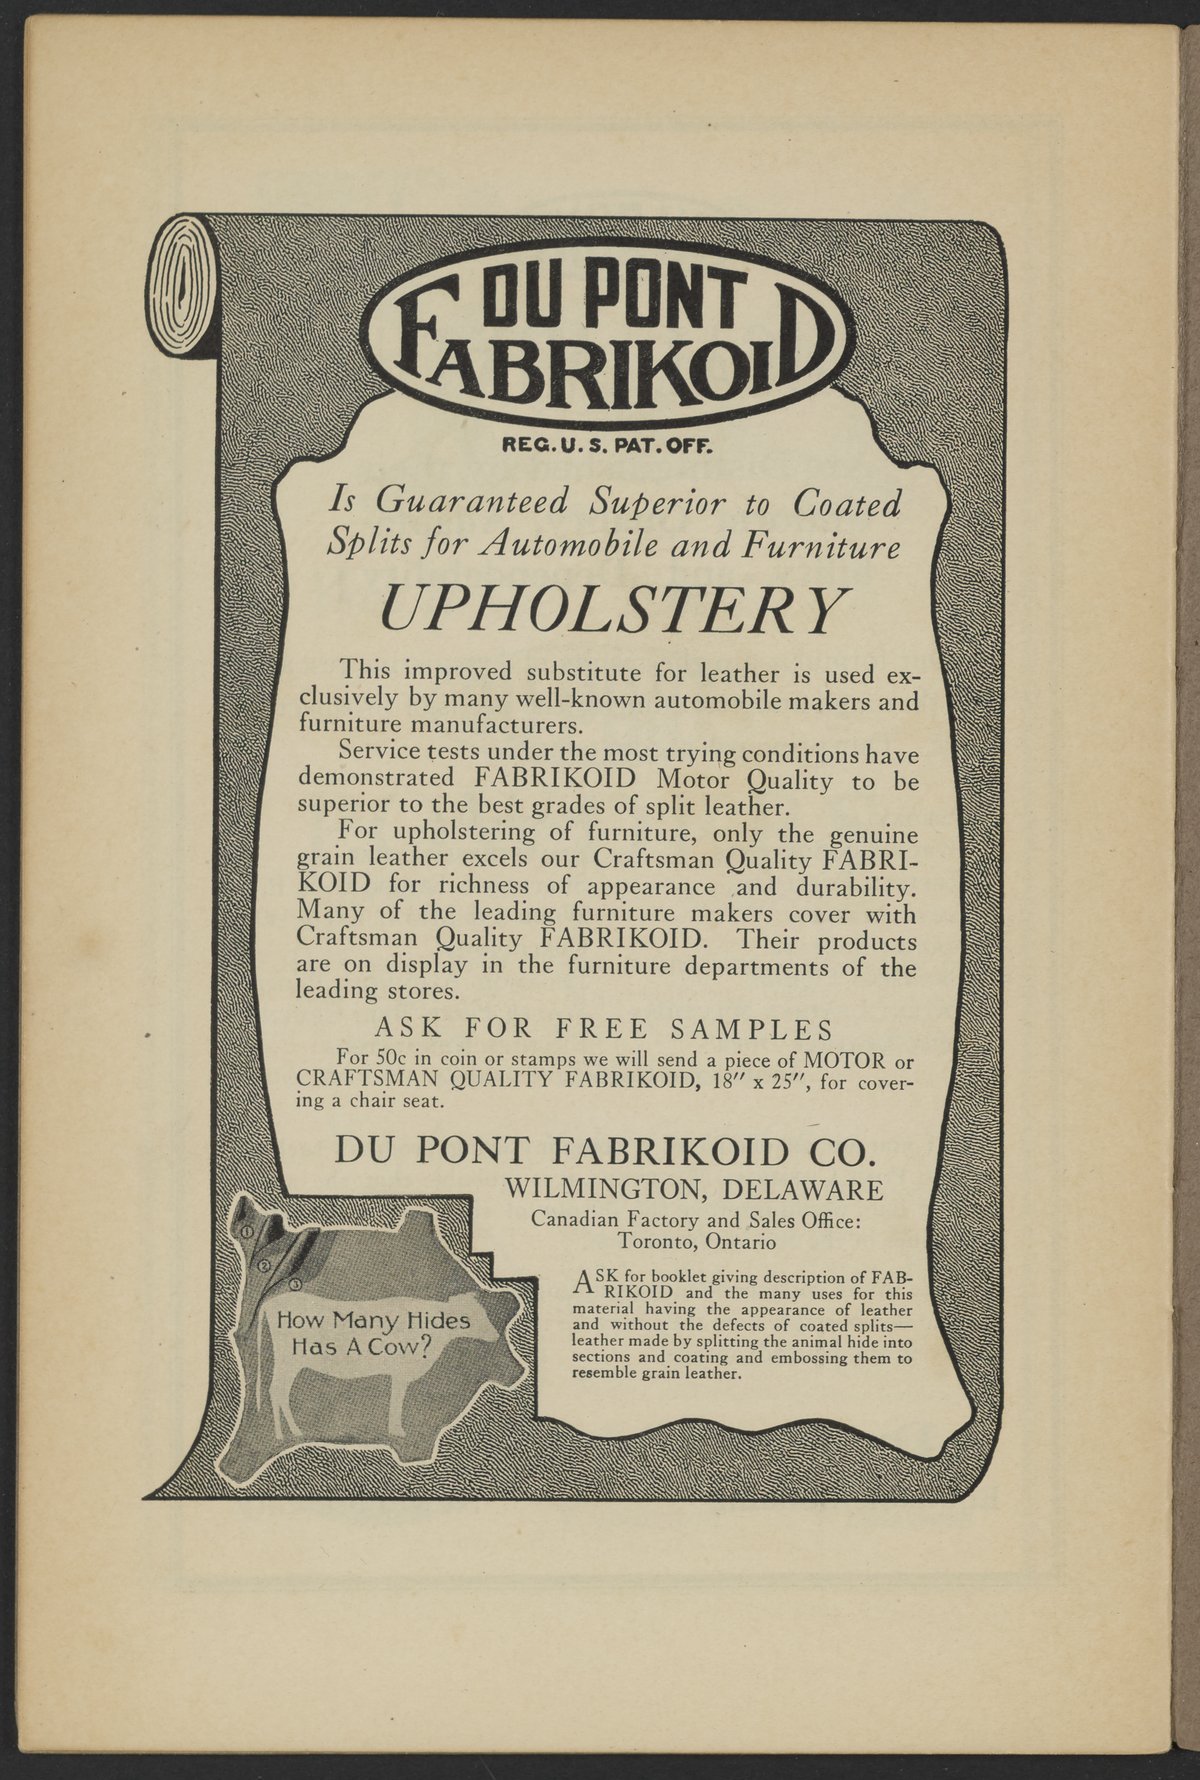 DU PONT
FABRIKOID
REG. U. S. PAT. OFF.
Is Guaranteed Superior to Coated
Splits for Automobile and Furniture
UPHOLSTERY
This improved substitute for leather is used ex-
clusively by many well-known automobile makers and
furniture manufacturers.
Service tests under the most trying conditions have
demonstrated FABRIKOID Motor Quality to be
superior to the best grades of split leather.
For upholstering of furniture, only the genuine
grain leather excels our Craftsman Quality FABRI-
KOID for richness of appearance and durability.
Many of the leading furniture makers cover with
Craftsman Quality FABRIKOID. Their products
are on display in the furniture departments of the
leading stores.
ASK FOR FREE SAMPLES
For 50c in coin or stamps we will send a piece of MOTOR or
CRAFTSMAN QUALITY FABRIKOID, 18″ x 25″, for cover-
ing a chair seat.
DU PONT FABRIKOID CO.
WILMINGTON, DELAWARE
Canadian Factory and Sales Office:
Toronto, Ontario
1
2
3
How Many Hides
Has A Cow?
ASK for booklet giving description of FAB-
RIKOID and the many uses for this
material having the appearance of leather
and without the defects of coated splits—
leather made by splitting the animal hide into
sections and coating and embossing them to
resemble grain leather.